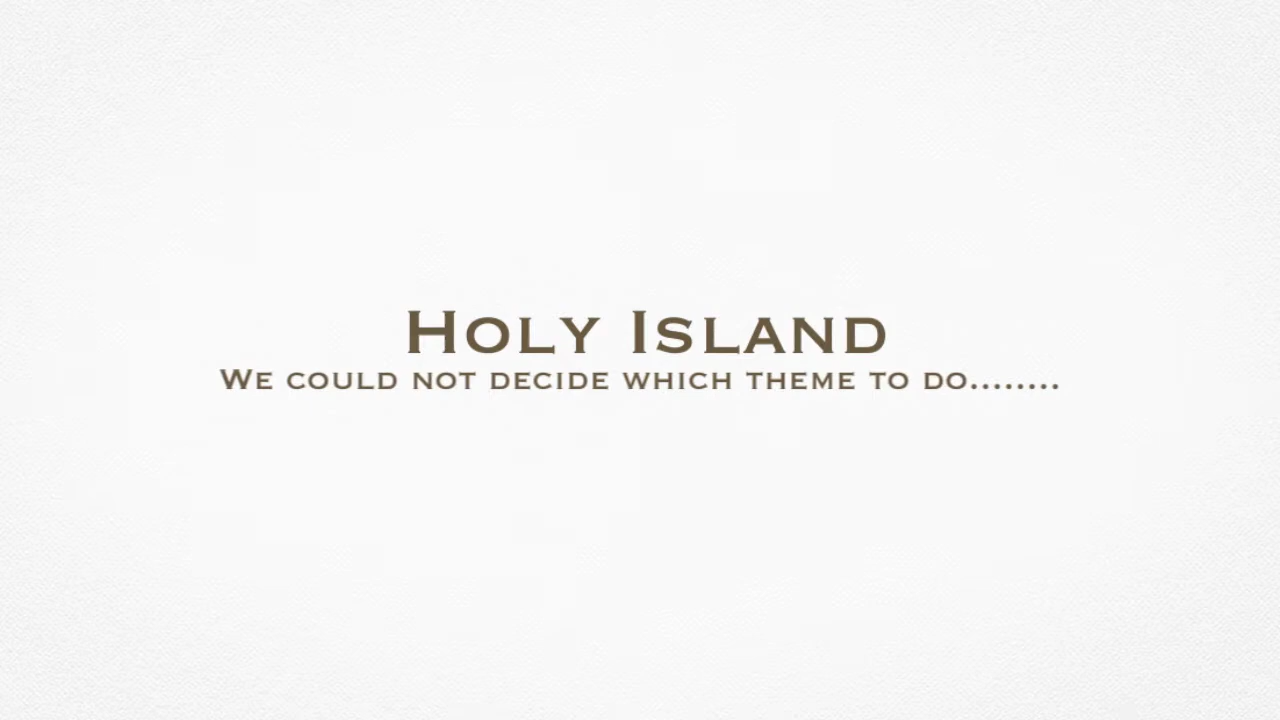 Holy Island
We could not decide which theme to do........